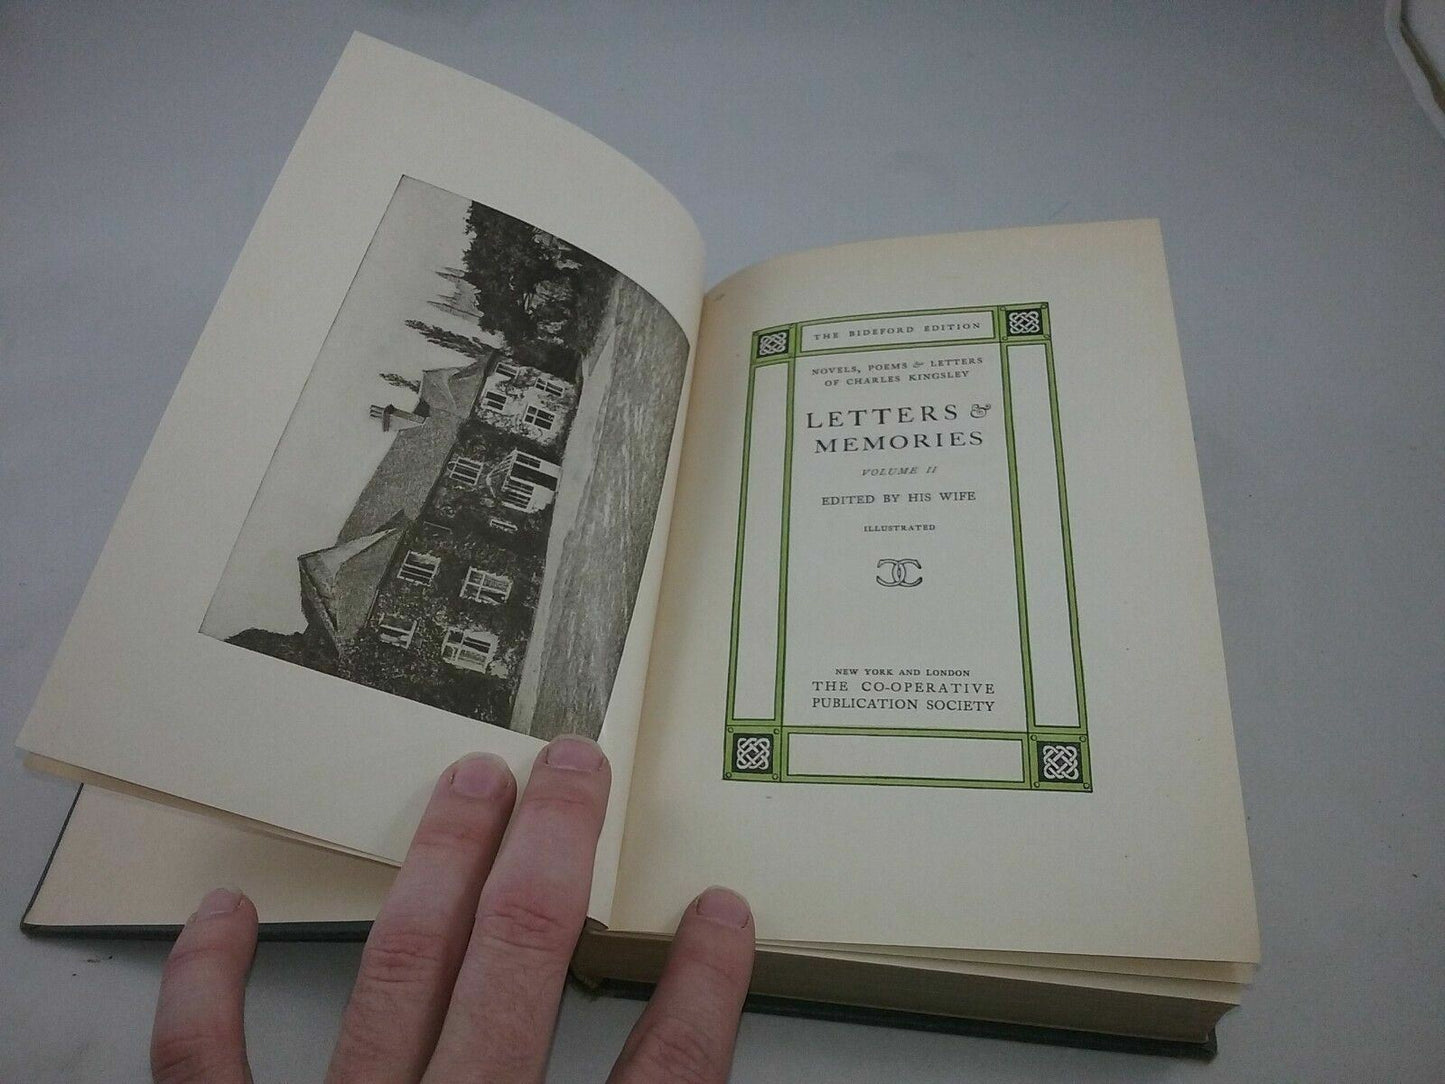 THE BIDEFORD EDITION
NOVELS, POEMS & LETTERS
OF CHARLES KINGSLEY
LETTERS &
MEMORIES
VOLUME II
EDITED BY HIS WIFE
ILLUSTRATED
NEW YORK AND LONDON
THE CO-OPERATIVE
PUBLICATION SOCIETY